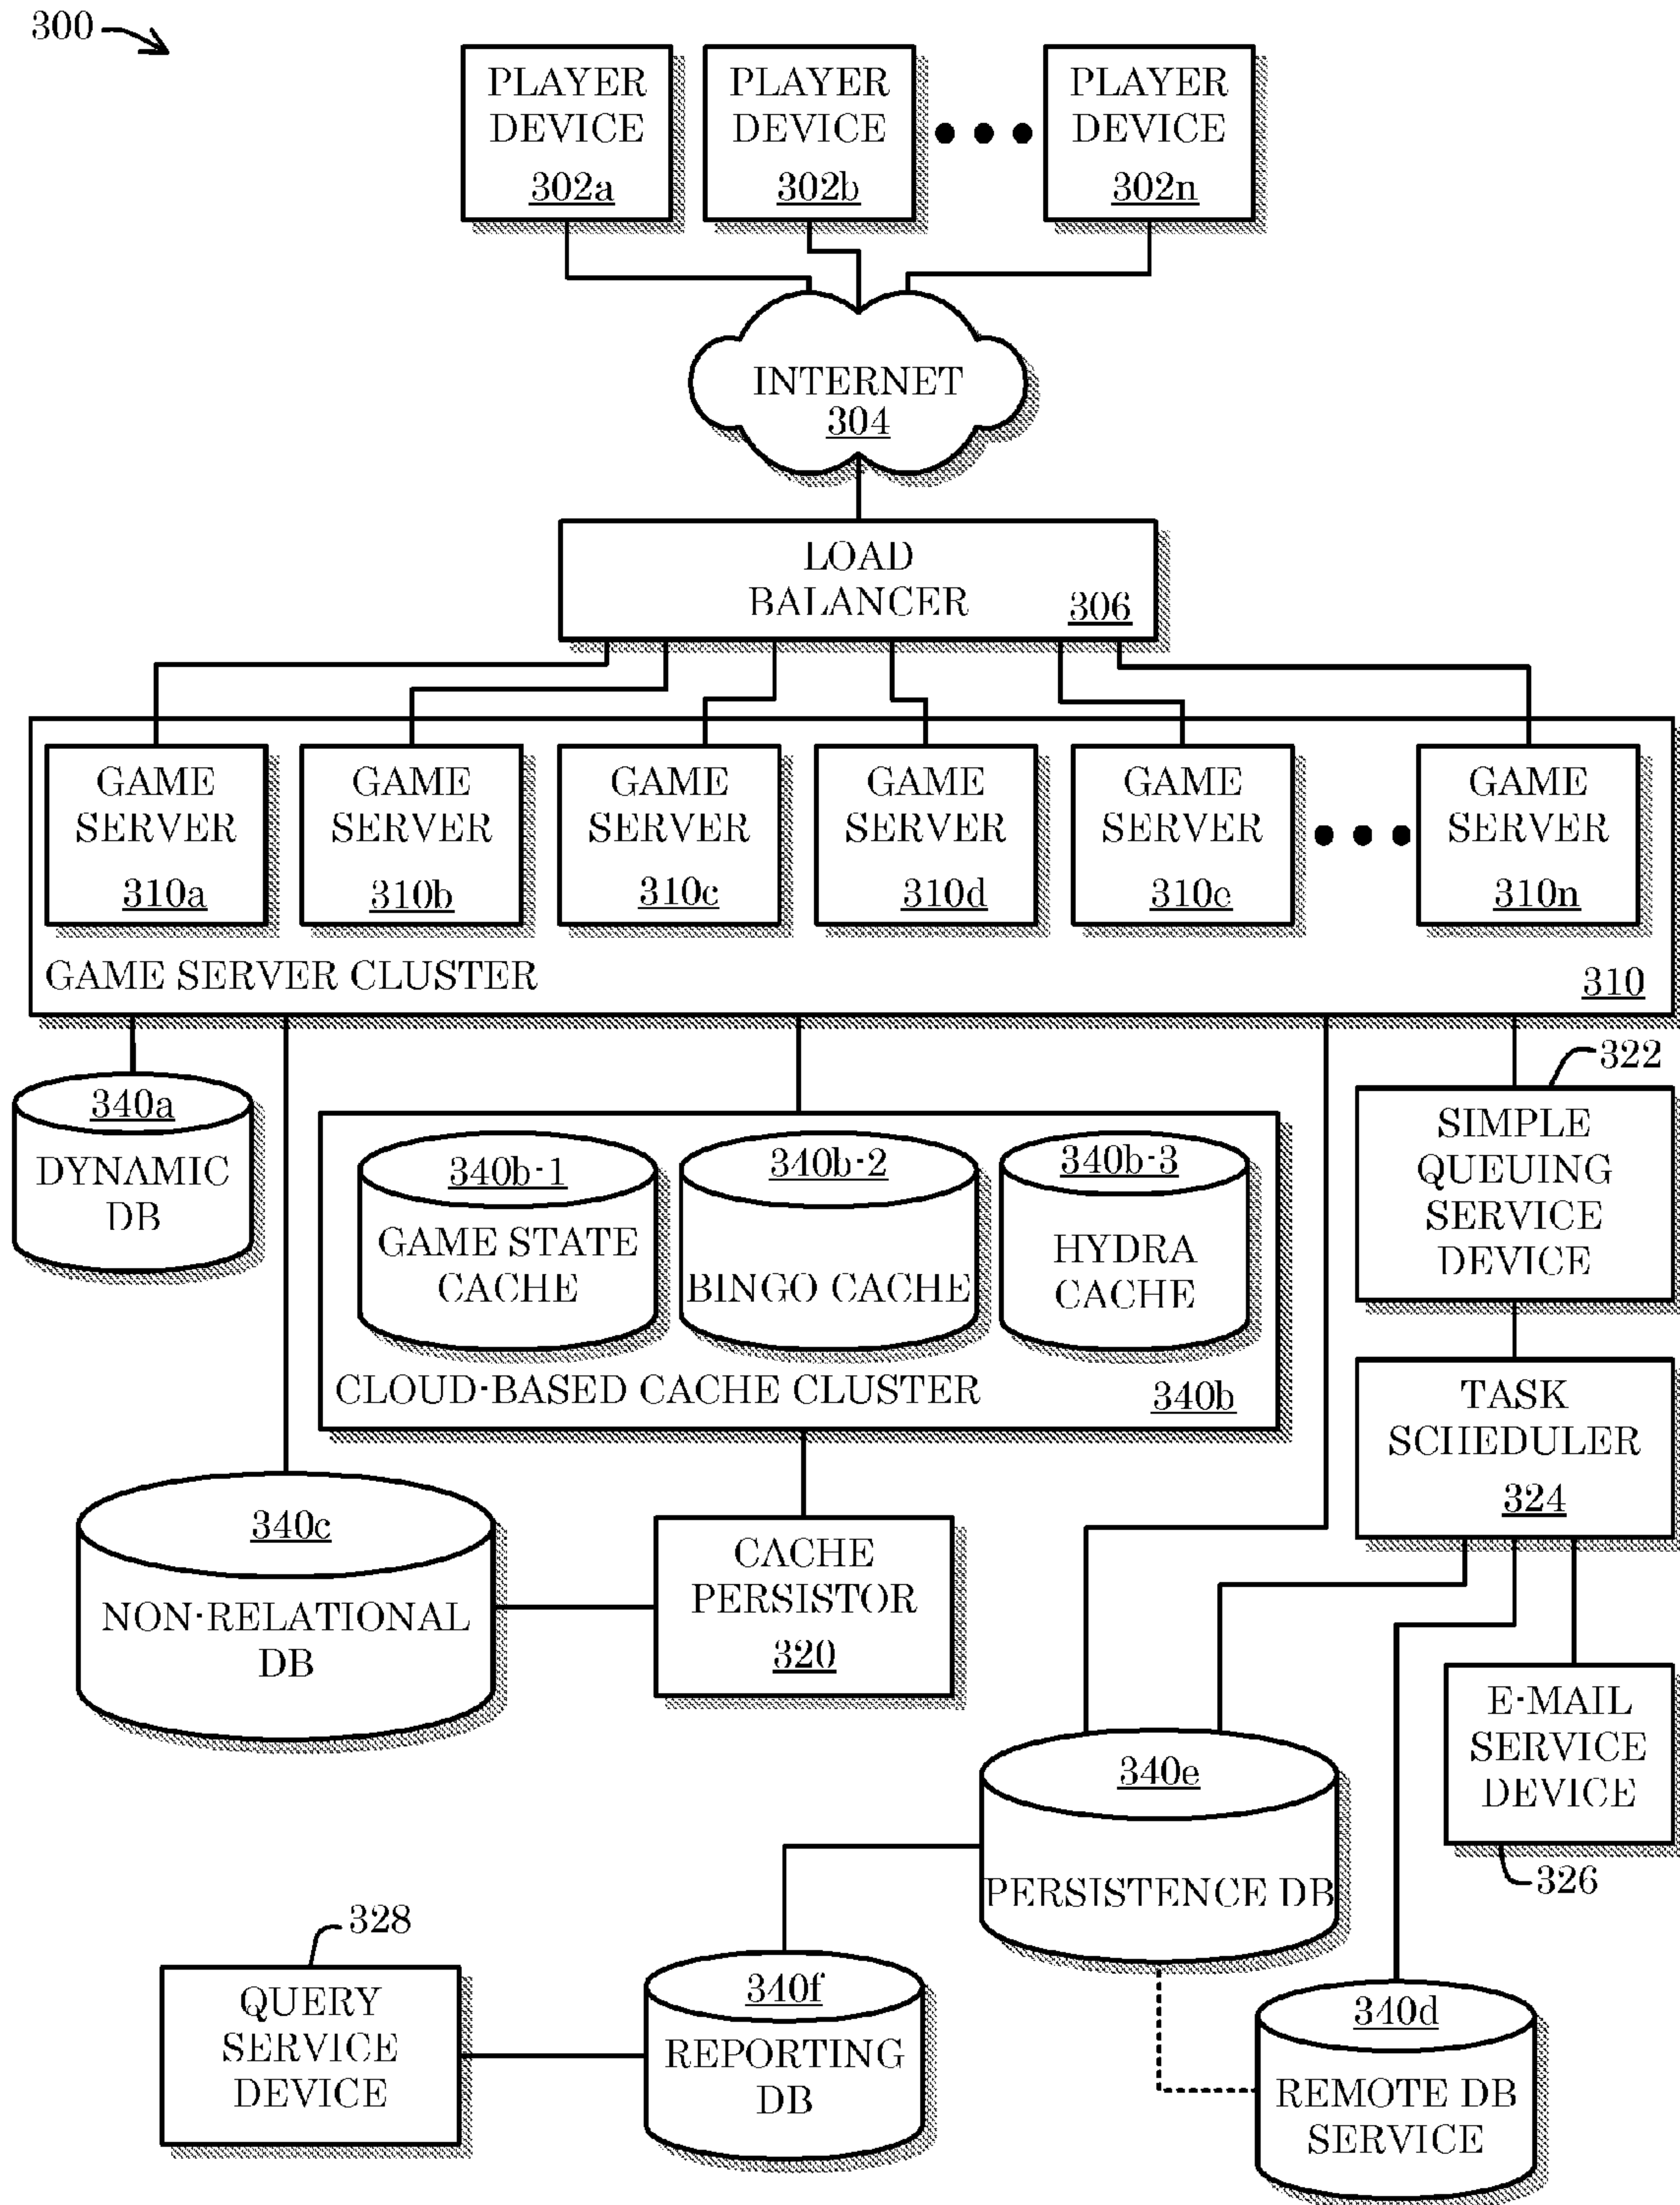 300
PLAYER
DEVICE
302a
PLAYER
DEVICE
302b
PLAYER
DEVICE
302n
INTERNET
304
LOAD
BALANCER
306
GAME
SERVER
310a
GAME
SERVER
310b
GAME
SERVER
310c
GAME
SERVER
310d
GAME
SERVER
310e
GAME
SERVER
310n
GAME SERVER CLUSTER
310
340a
DYNAMIC
DB
340b-1
GAME STATE
CACHE
340b-2
BINGO CACHE
340b-3
HYDRA
CACHE
CLOUD-BASED CACHE CLUSTER
340b
322
SIMPLE
QUEUING
SERVICE
DEVICE
TASK
SCHEDULER
324
340c
NON-RELATIONAL
DB
CACHE
PERSISTOR
320
E-MAIL
SERVICE
DEVICE
326
340e
PERSISTENCE DB
328
QUERY
SERVICE
DEVICE
340f
REPORTING
DB
340d
REMOTE DB
SERVICE